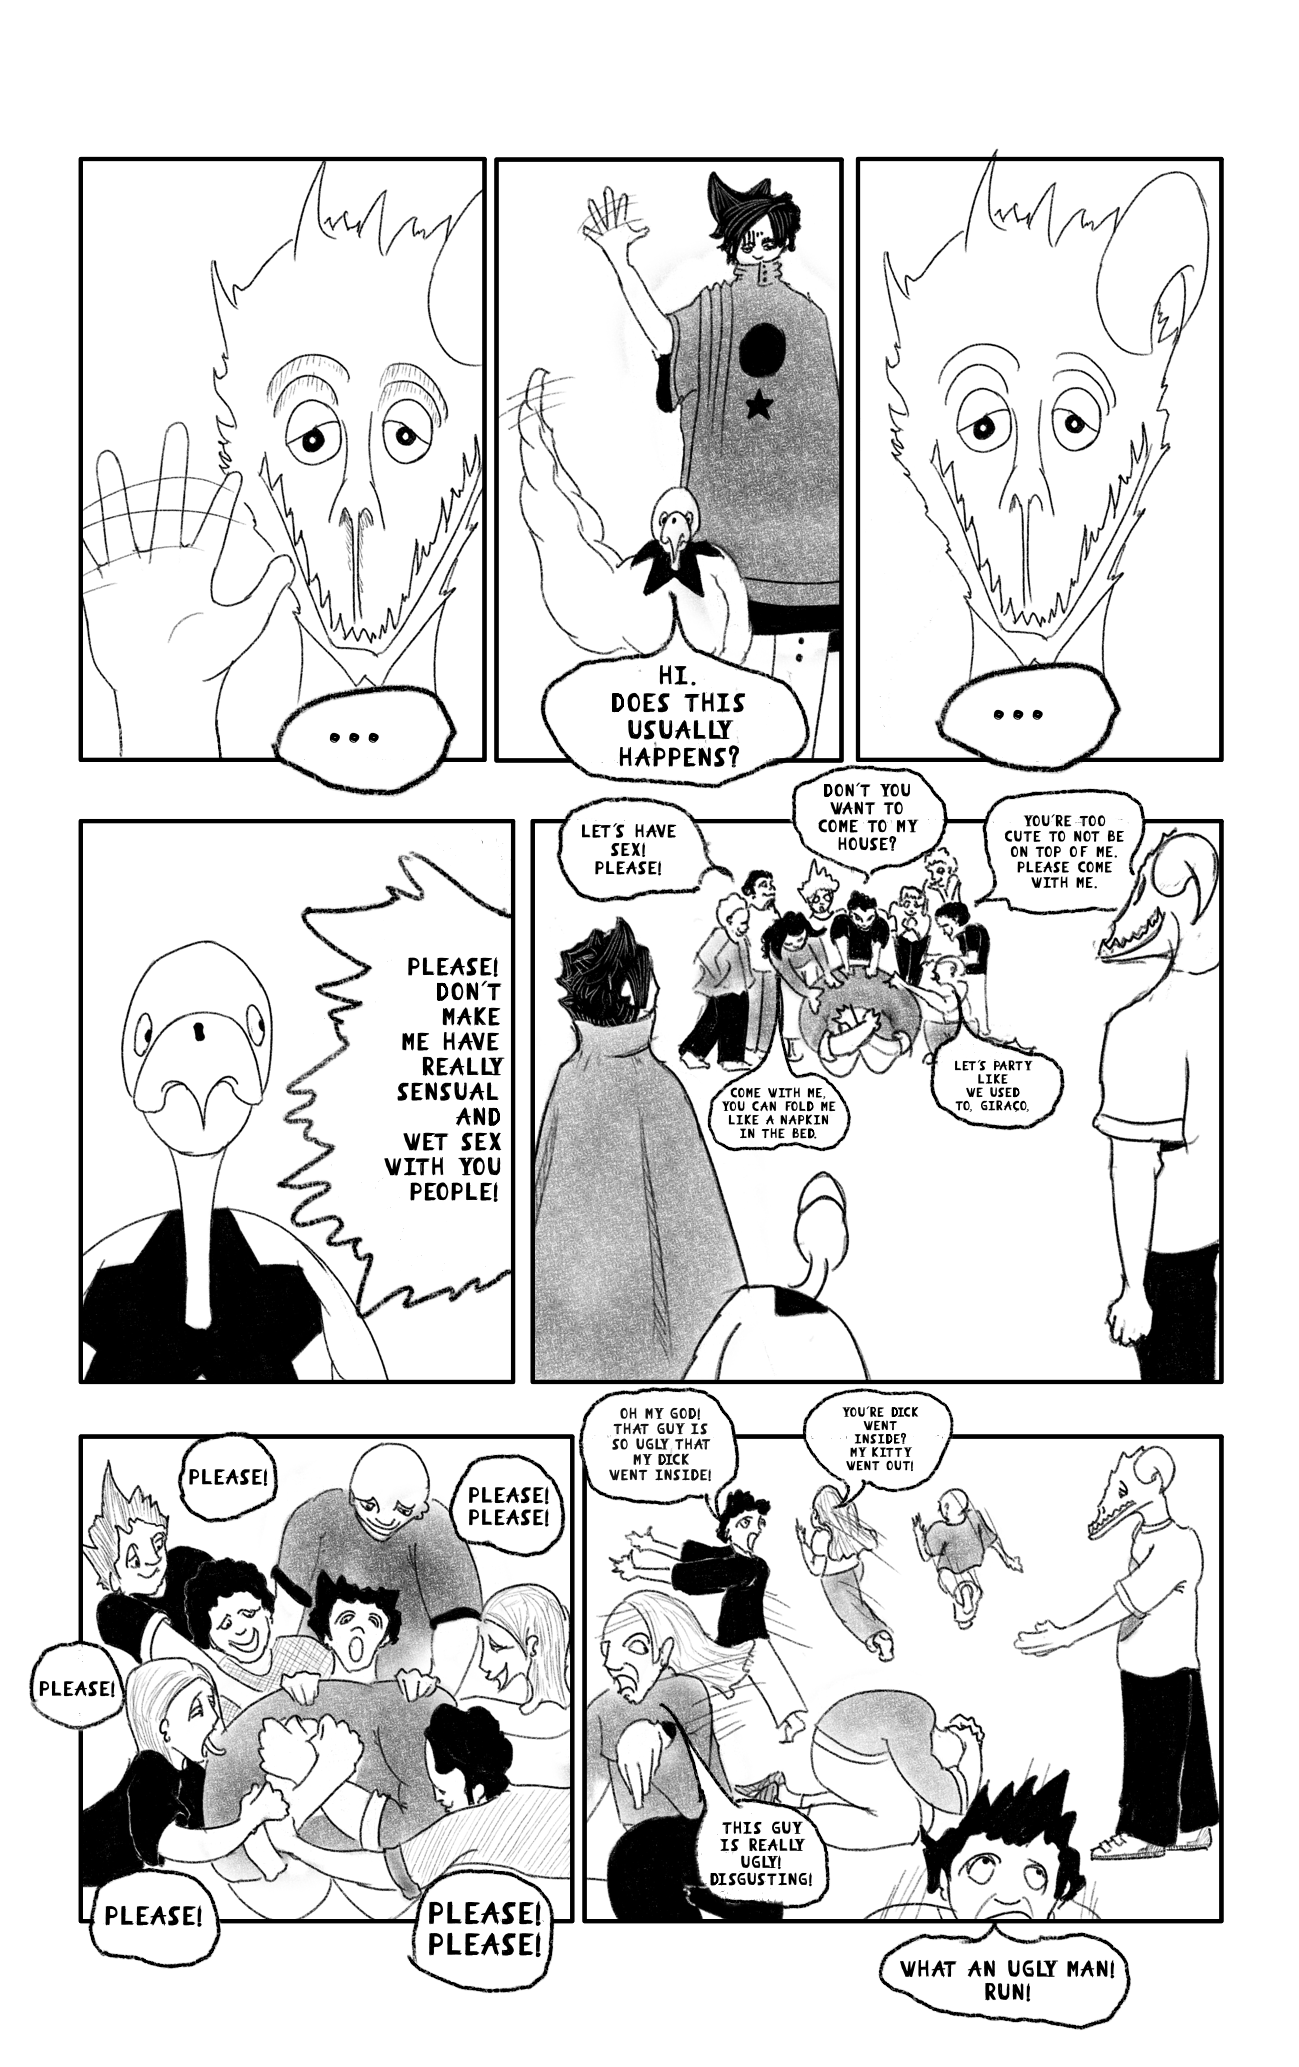 ...
HI.
DOES THIS
USUALLY
HAPPENS?
...
PLEASE!
DON'T
MAKE
ME HAVE
REALLY
SENSUAL
AND
WET SEX
WITH YOU
PEOPLE!
LET'S HAVE
SEX!
PLEASE!
DON'T YOU
WANT TO
COME TO MY
HOUSE?
YOU'RE TOO
CUTE TO NOT BE
ON TOP OF ME.
PLEASE COME
WITH ME.
COME WITH ME,
YOU CAN FOLD ME
LIKE A NAPKIN
IN THE BED.
LET'S PARTY
LIKE
WE USED
TO, GIRAÇO.
PLEASE!
PLEASE!
PLEASE!
PLEASE!
PLEASE!
PLEASE!
PLEASE!
OH MY GOD!
THAT GUY IS
SO UGLY THAT
MY DICK
WENT INSIDE!
YOU'RE DICK
WENT
INSIDE?
MY KITTY
WENT OUT!
THIS GUY
IS REALLY
UGLY!
DISGUSTING!
WHAT AN UGLY MAN!
RUN!